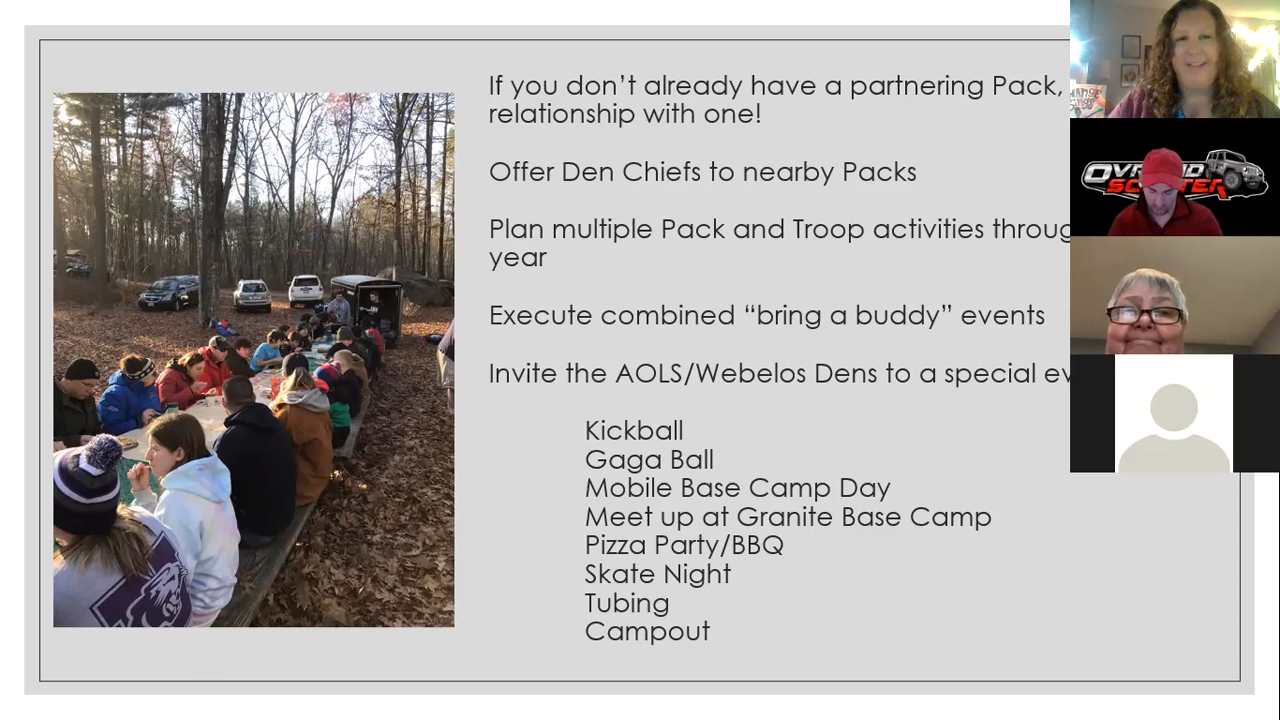 If you don’t already have a partnering Pack,
relationship with one!
Offer Den Chiefs to nearby Packs
Plan multiple Pack and Troop activities
year
Execute combined “bring a buddy” events
Invite the AOLS/Webelos Dens to a special
Kickball
Gaga Ball
Mobile Base Camp Day
Meet up at Granite Base Camp
Pizza Party/BBQ
Skate Night
Tubing
Campout